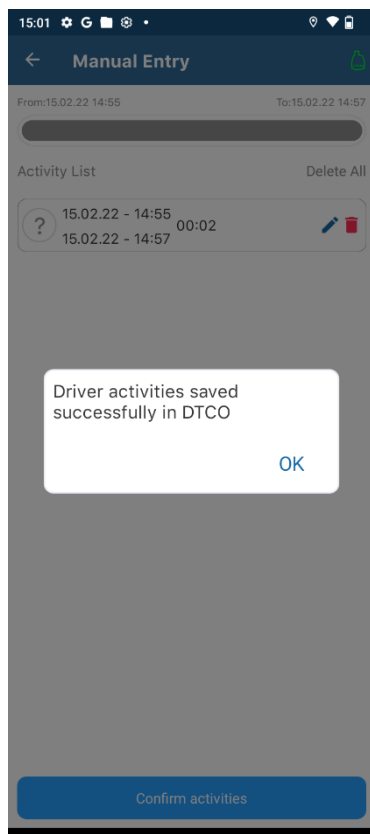 15:01 G
Manual Entry
From:15.02.22 14:55 To:15.02.22 14:57
Activity List Delete All
? 15.02.22 - 14:55
15.02.22 - 14:57 00:02
Driver activities saved
successfully in DTCO
OK
Confirm activities